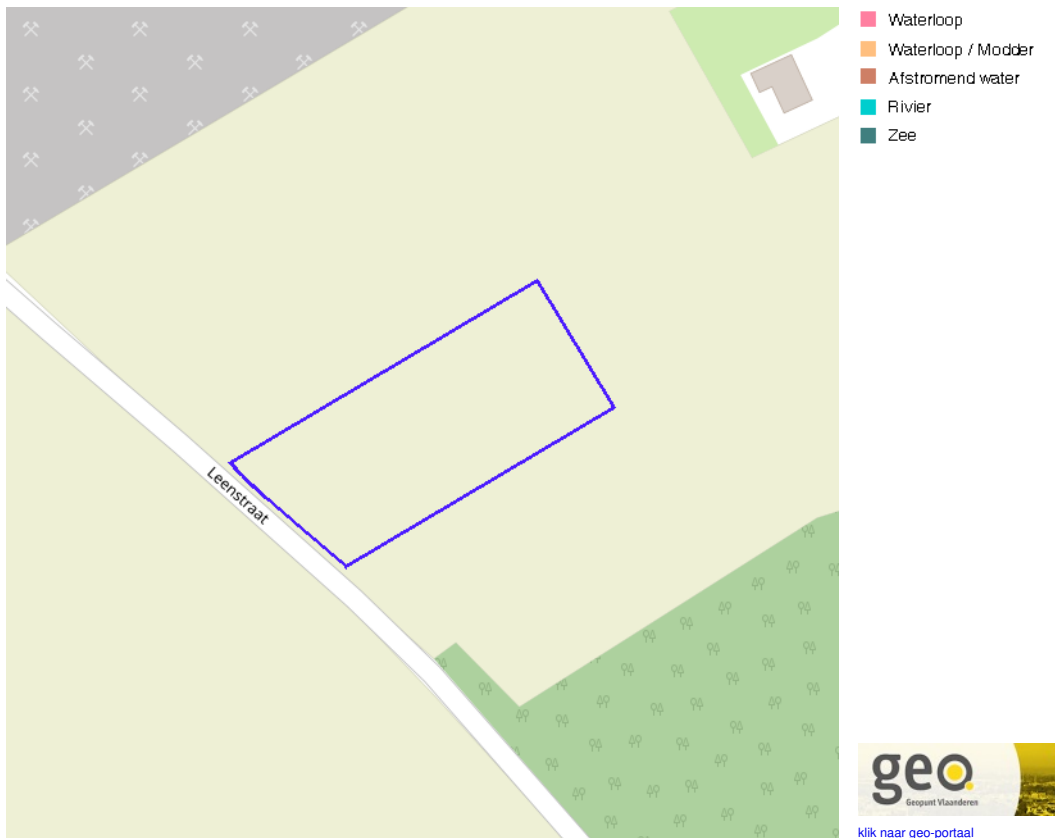 Waterloop
Waterloop / Modder
Afstromend water
Rivier
Zee
Leenstraat
geo
Geopunt Vlaanderen
klik naar geo-portaal